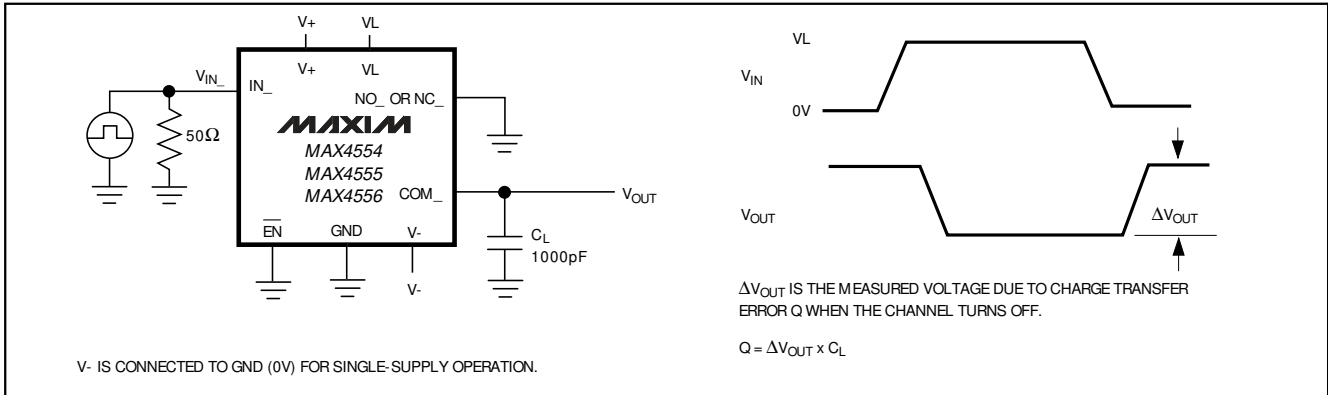 V+ VL
V+ VL
VIN_ IN_
NO_ OR NC_
50Ω
MAXIM
MAX4554
MAX4555
MAX4556 COM_
VOUT
EN GND V-
CL
1000pF
V-
V- IS CONNECTED TO GND (0V) FOR SINGLE-SUPPLY OPERATION.
VL
VIN
0V
VOUT
ΔVOUT
ΔVOUT IS THE MEASURED VOLTAGE DUE TO CHARGE TRANSFER
ERROR Q WHEN THE CHANNEL TURNS OFF.
Q = ΔVOUT x CL